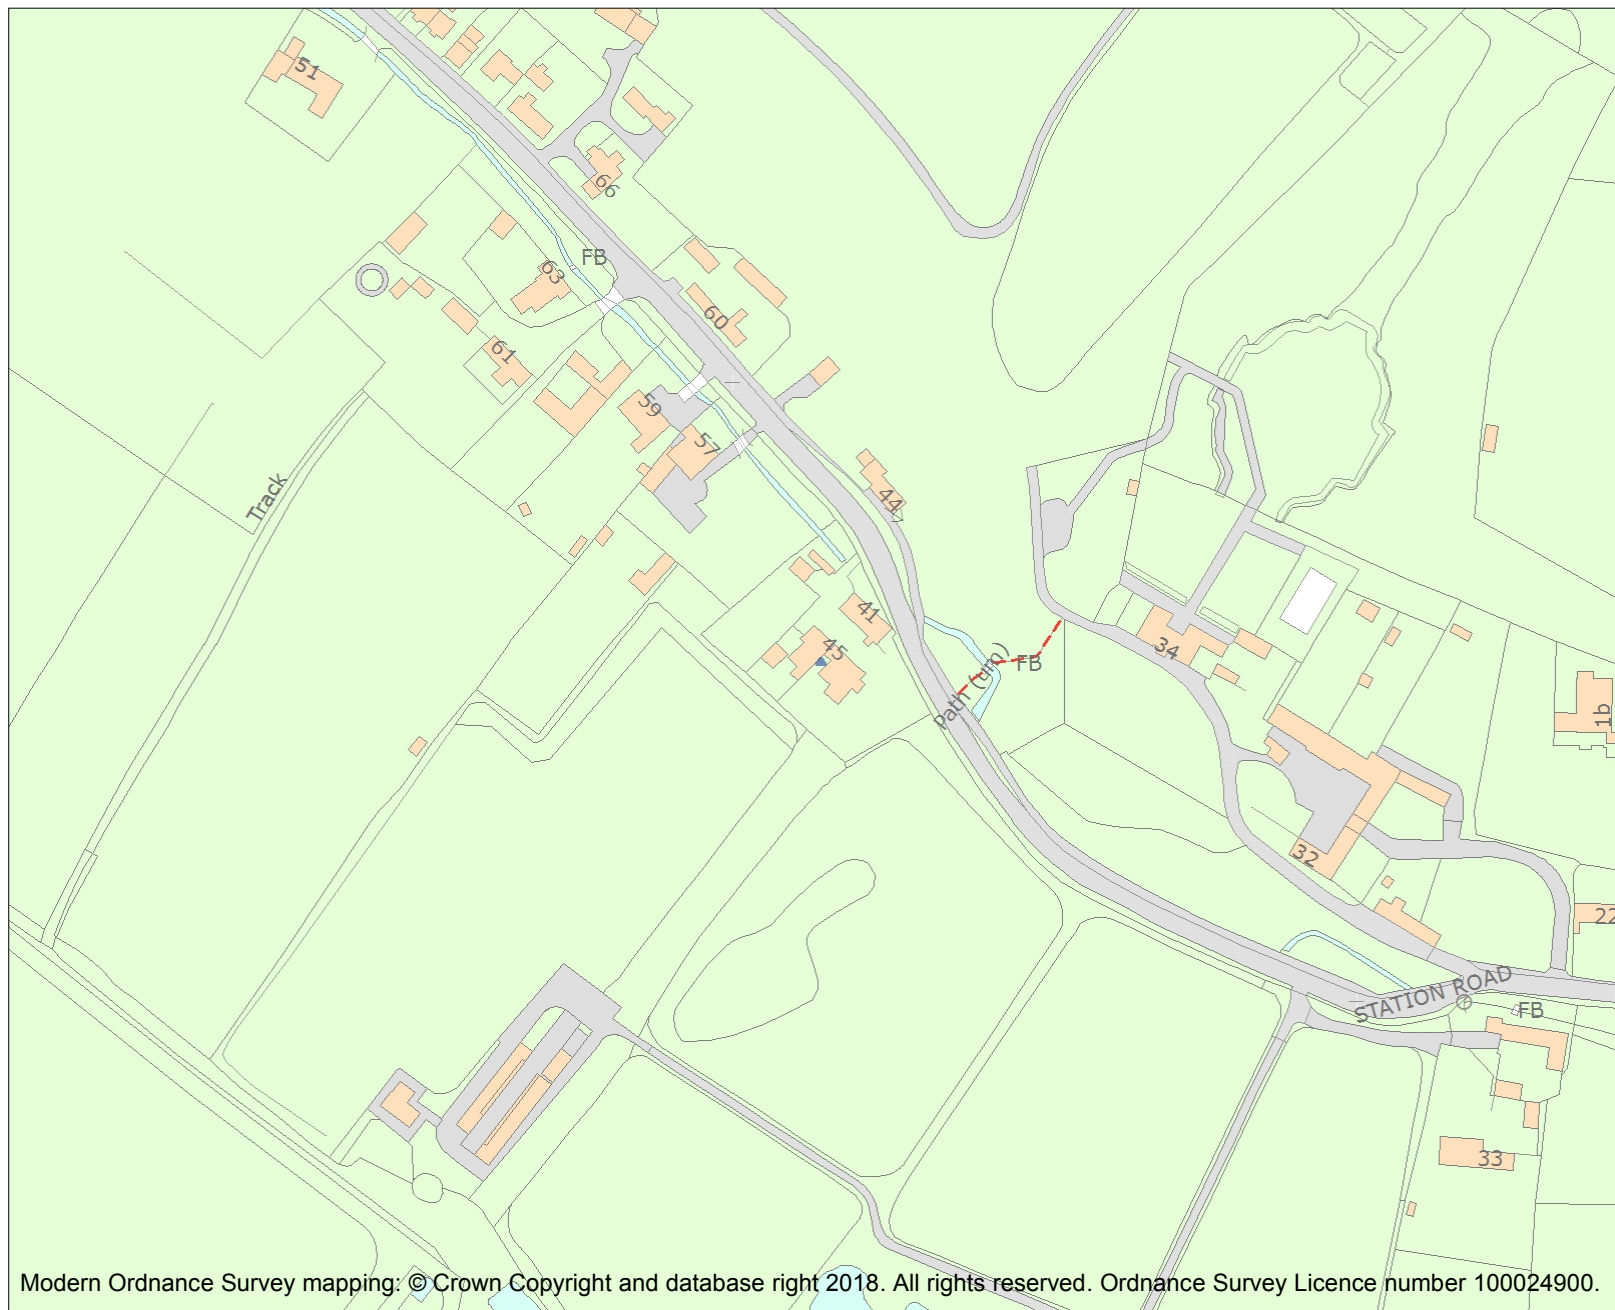 51
66
FB
63
60
61
59
57
44
Track
41
45
Path (um)
FB
34
1b
32
22
STATION ROAD
FB
33
Modern Ordnance Survey mapping: © Crown Copyright and database right 2018. All rights reserved. Ordnance Survey Licence number 100024900.